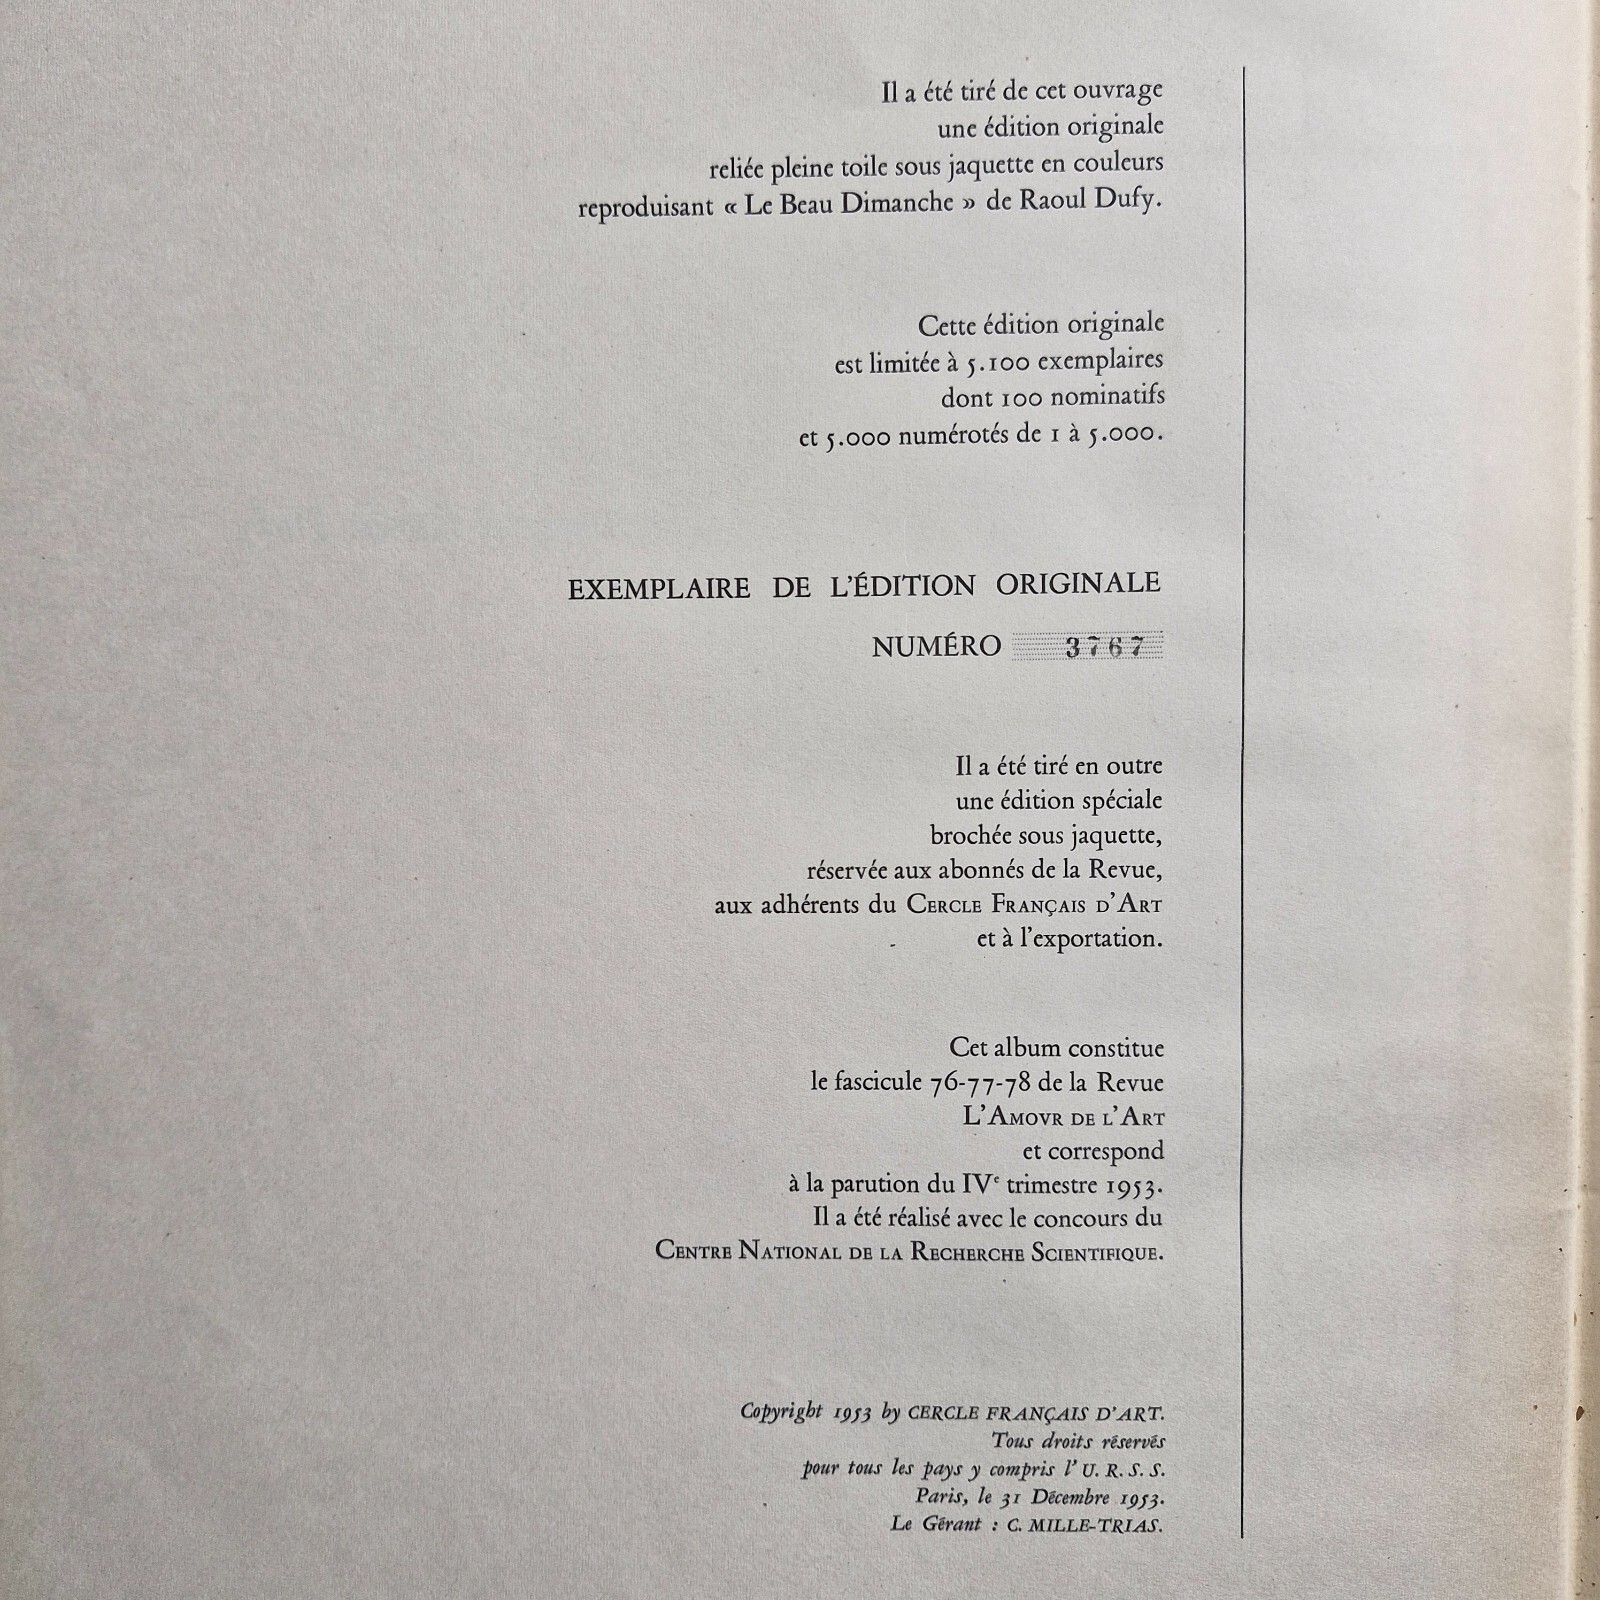 Il a été tiré de cet ouvrage
une édition originale
reliée pleine toile sous jaquette en couleurs
reproduisant « Le Beau Dimanche » de Raoul Dufy.
Cette édition originale
est limitée à 5.100 exemplaires
dont 100 nominatifs
et 5.000 numérotés de 1 à 5.000.
EXEMPLAIRE DE L'ÉDITION ORIGINALE
NUMÉRO 3767
Il a été tiré en outre
une édition spéciale
brochée sous jaquette,
réservée aux abonnés de la Revue,
aux adhérents du CERCLE FRANÇAIS D'ART
et à l'exportation.
Cet album constitue
le fascicule 76-77-78 de la Revue
L'AMOVR DE L'ART
et correspond
à la parution du IVe trimestre 1953.
Il a été réalisé avec le concours du
CENTRE NATIONAL DE LA RECHERCHE SCIENTIFIQUE.
Copyright 1953 by CERCLE FRANÇAIS D'ART.
Tous droits réservés
pour tous les pays y compris l'U. R. S. S.
Paris, le 31 Décembre 1953.
Le Gérant : C. MILLE-TRIAS.